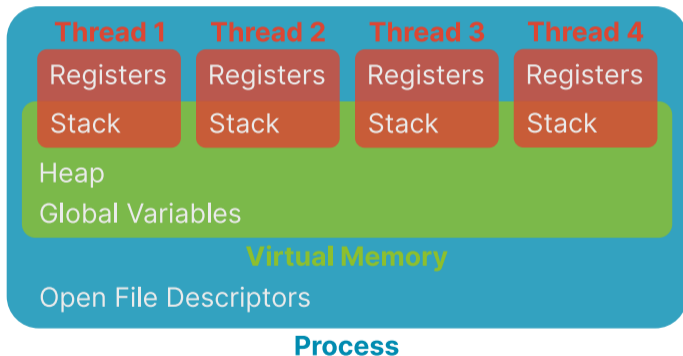 Thread 1 Thread 2 Thread 3 Thread 4
Registers Registers Registers Registers
Stack Stack Stack Stack
Heap
Global Variables
Virtual Memory
Open File Descriptors
Process